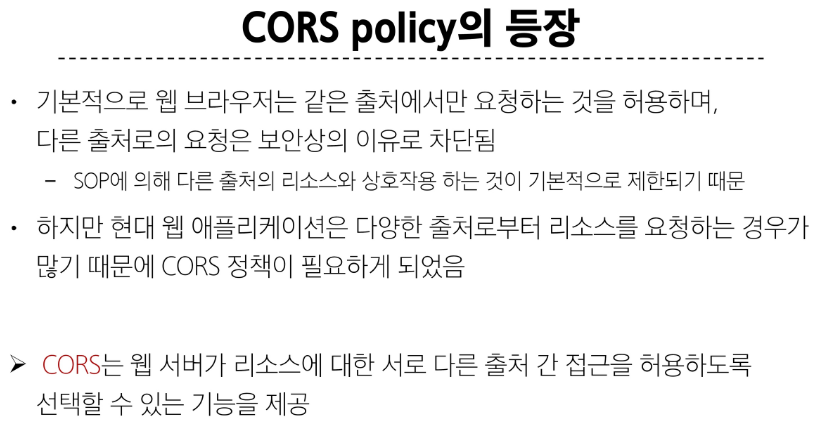 CORS policy의 등장
• 기본적으로 웹 브라우저는 같은 출처에서만 요청하는 것을 허용하며,
다른 출처로의 요청은 보안상의 이유로 차단됨
– SOP에 의해 다른 출처의 리소스와 상호작용 하는 것이 기본적으로 제한되기 때문
• 하지만 현대 웹 애플리케이션은 다양한 출처로부터 리소스를 요청하는 경우가
많기 때문에 CORS 정책이 필요하게 되었음
➢ CORS는 웹 서버가 리소스에 대한 서로 다른 출처 간 접근을 허용하도록
선택할 수 있는 기능을 제공